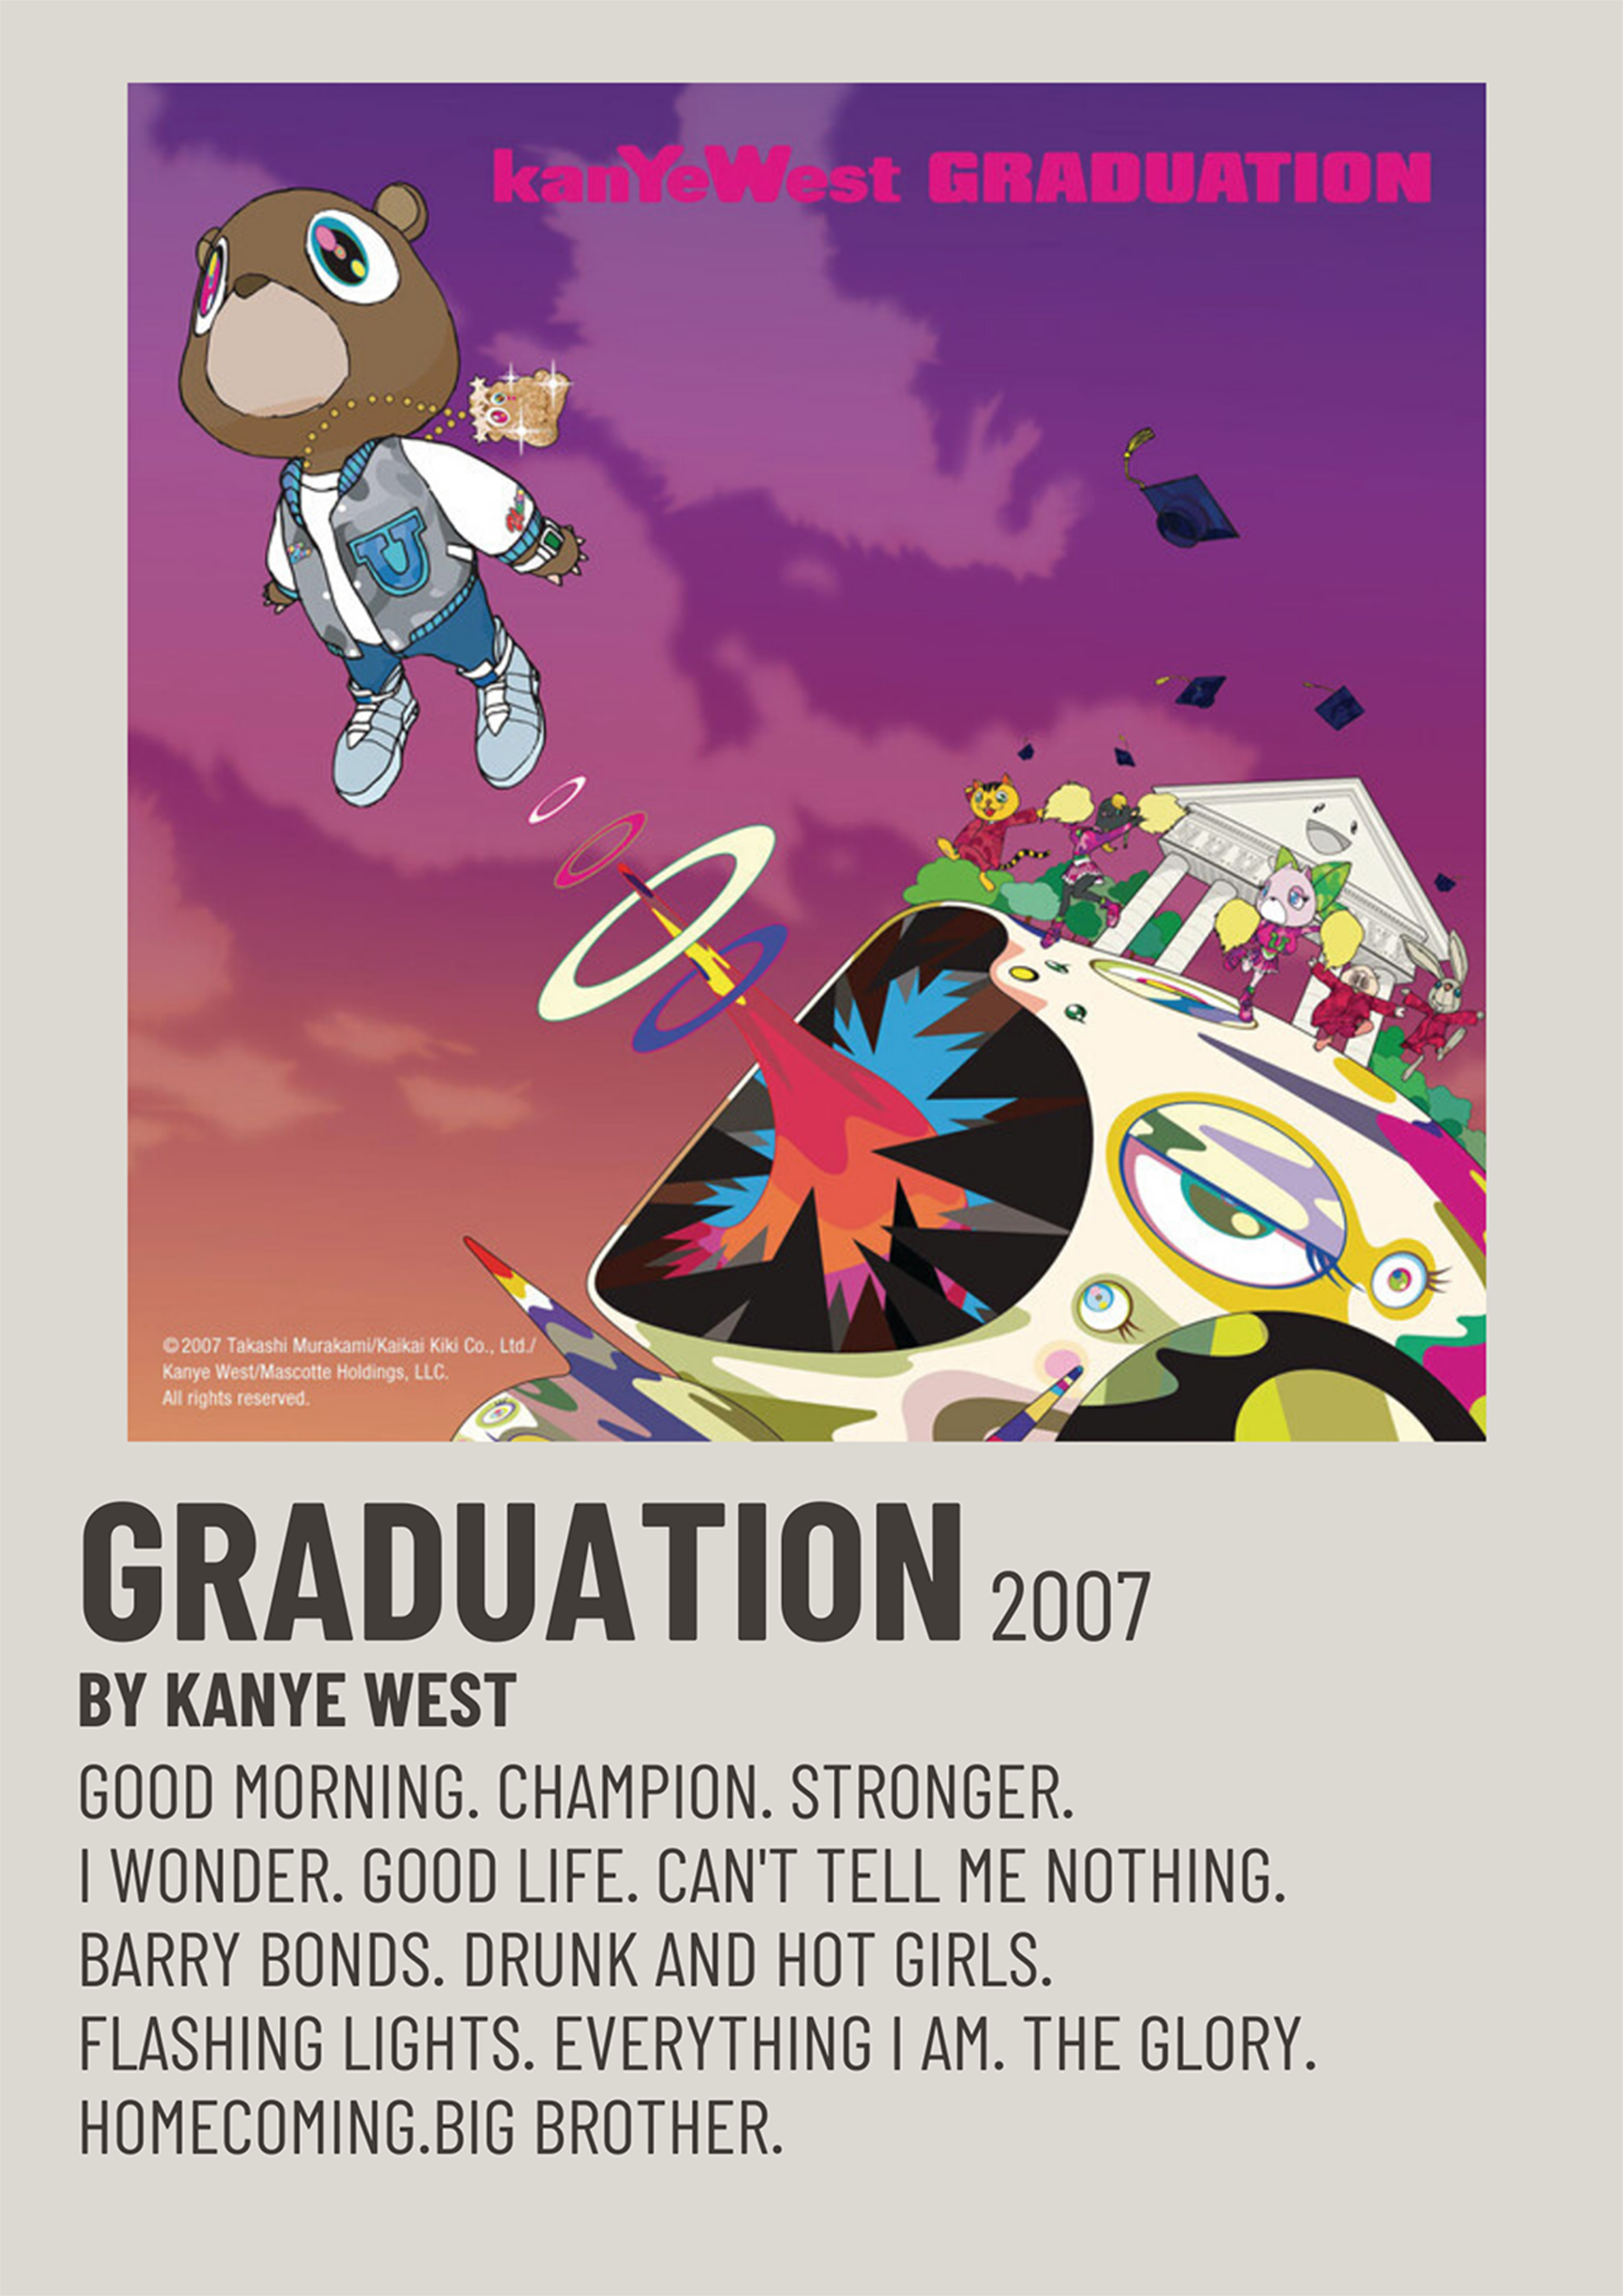 kanYeWest GRADUATION
U
©2007 Takashi Murakami/Kaikai Kiki Co., Ltd./
Kanye West/Mascotte Holdings, LLC.
All rights reserved.
GRADUATION 2007
BY KANYE WEST
GOOD MORNING. CHAMPION. STRONGER.
I WONDER. GOOD LIFE. CAN'T TELL ME NOTHING.
BARRY BONDS. DRUNK AND HOT GIRLS.
FLASHING LIGHTS. EVERYTHING I AM. THE GLORY.
HOMECOMING.BIG BROTHER.